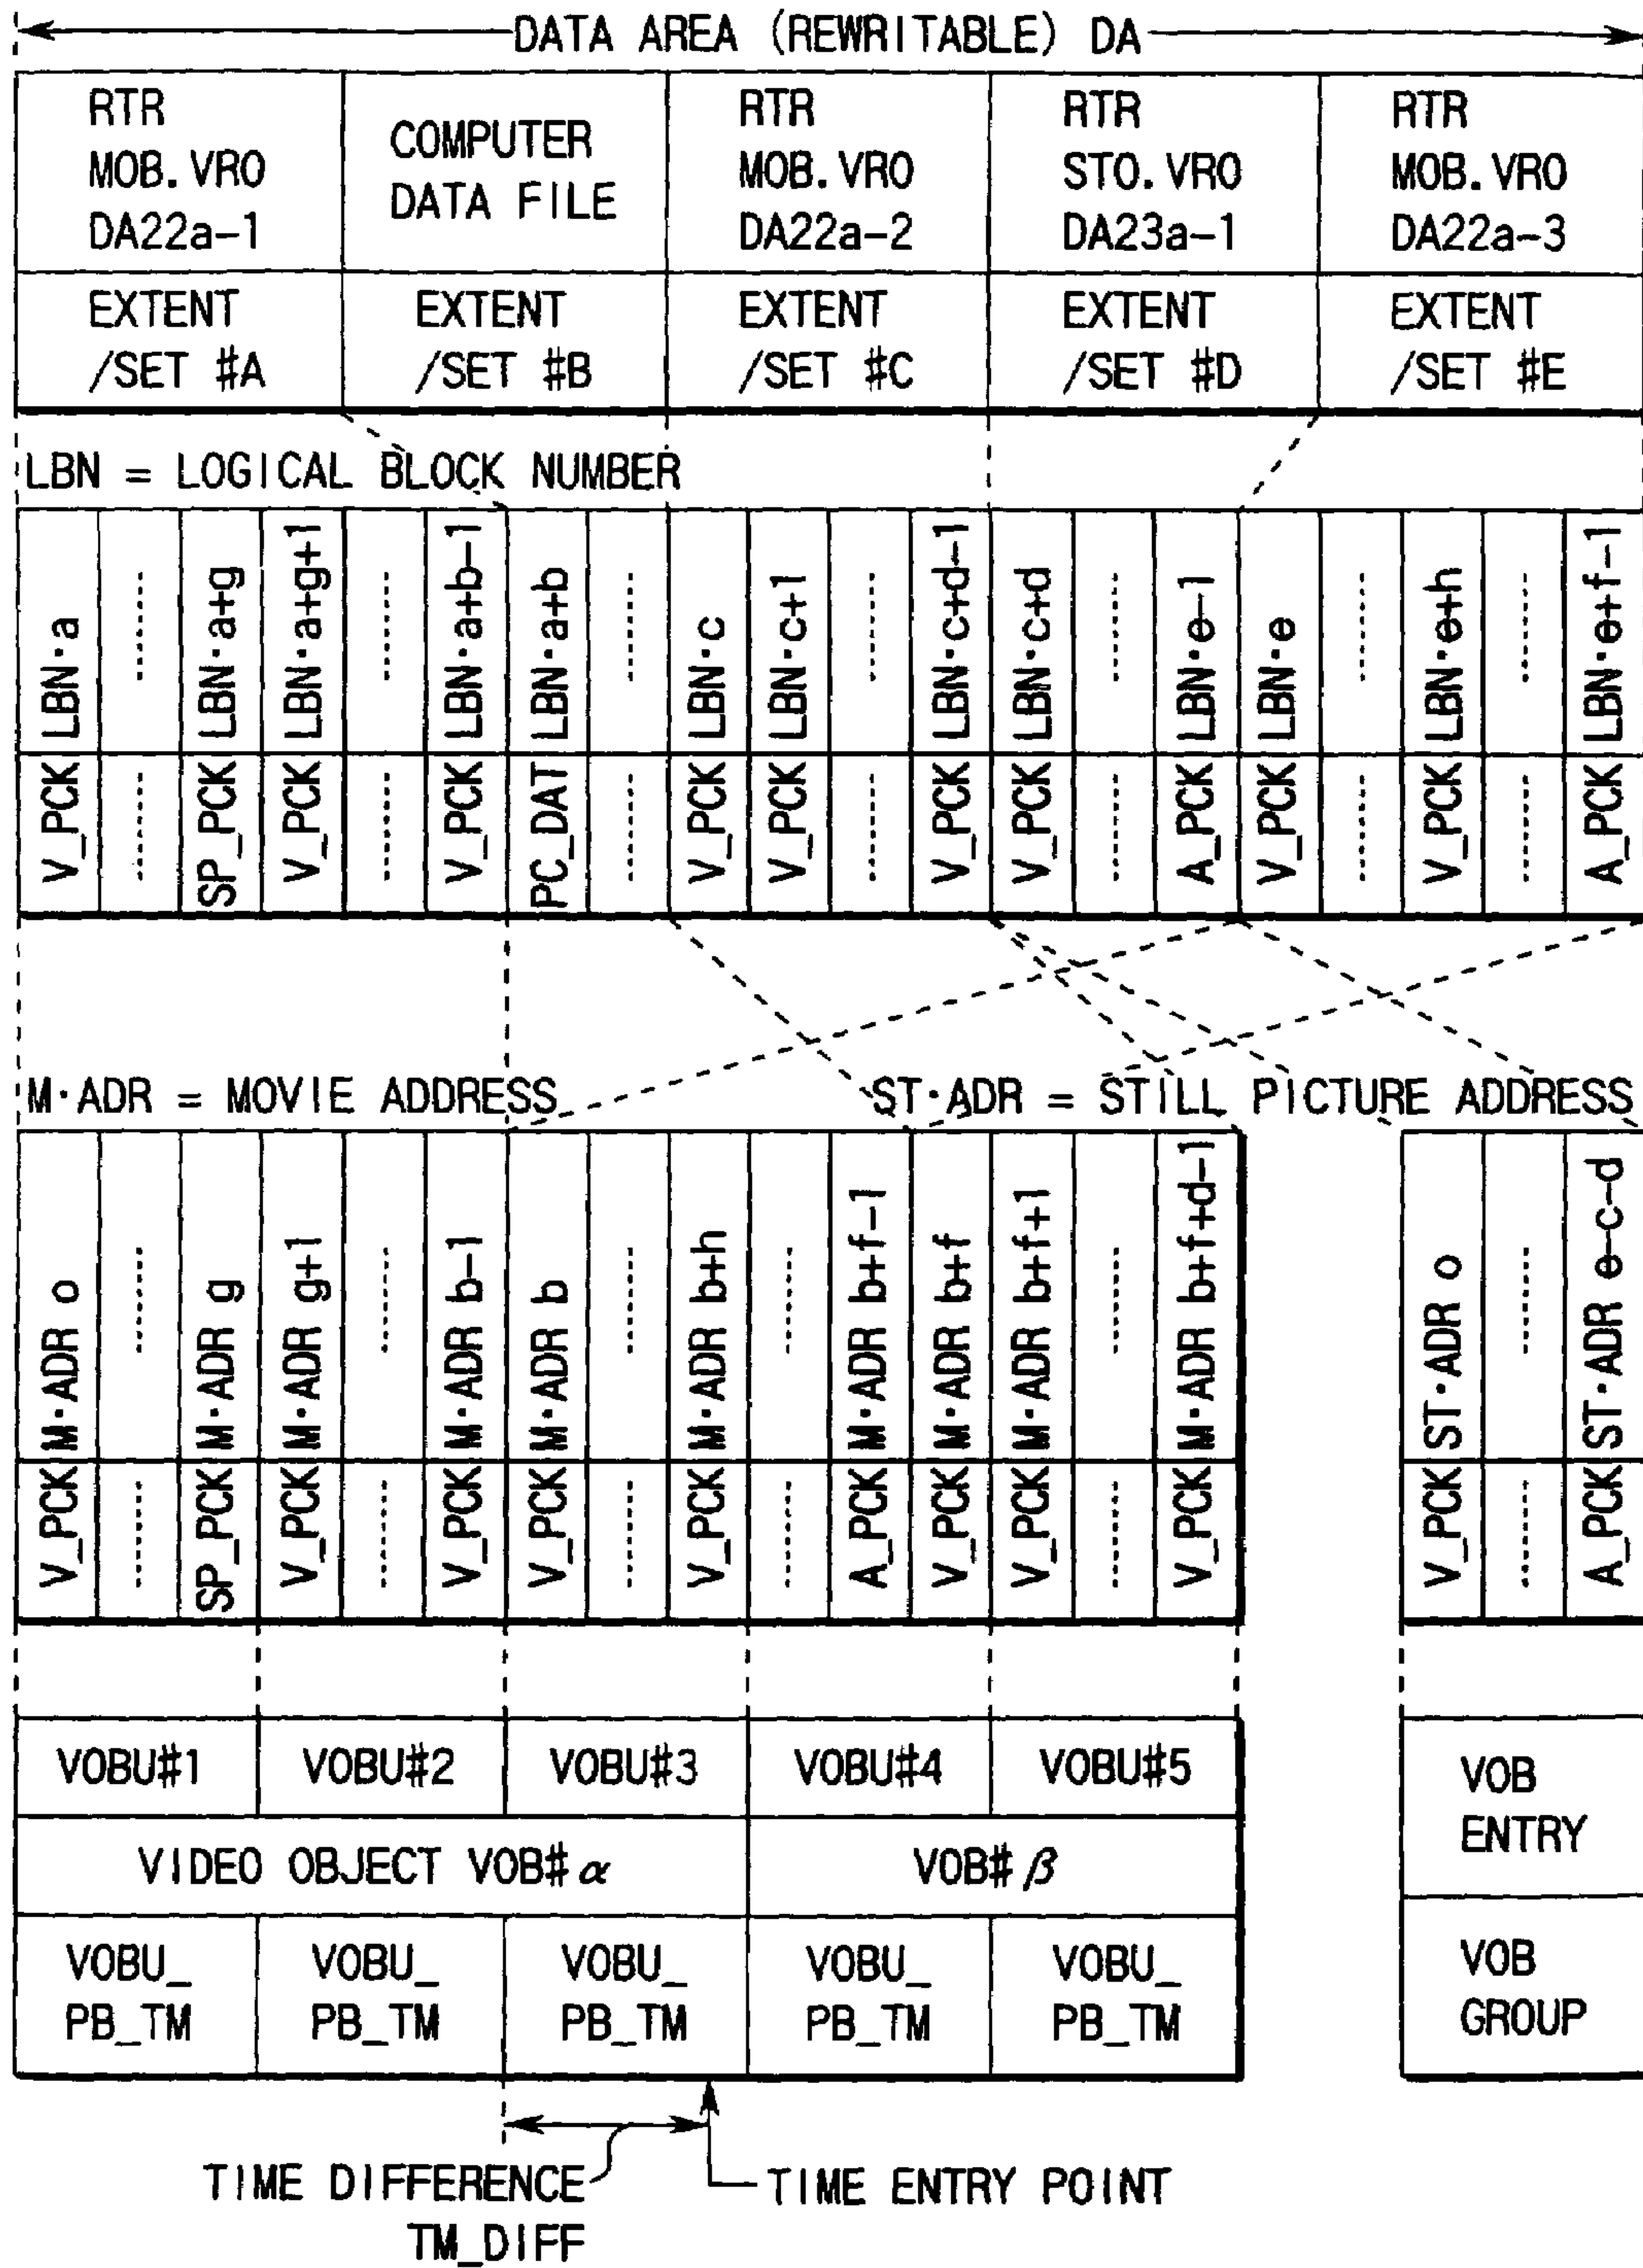 DATA AREA (REWRITABLE) DA
RTR
MOB.VRO
DA22a-1
COMPUTER
DATA FILE
RTR
MOB.VRO
DA22a-2
RTR
STO.VRO
DA23a-1
RTR
MOB.VRO
DA22a-3
EXTENT
/SET #A
EXTENT
/SET #B
EXTENT
/SET #C
EXTENT
/SET #D
EXTENT
/SET #E
LBN = LOGICAL BLOCK NUMBER
V_PCK LBN·a
SP_PCK LBN·a+g
V_PCK LBN·a+g+1
V_PCK LBN·a+b-1
PC_DAT LBN·a+b
V_PCK LBN·c
V_PCK LBN·c+1
V_PCK LBN·c+d-1
V_PCK LBN·c+d
A_PCK LBN·e-1
V_PCK LBN·e
V_PCK LBN·e+h
A_PCK LBN·e+f-1
M·ADR = MOVIE ADDRESS
ST·ADR = STILL PICTURE ADDRESS
V_PCK M·ADR o
SP_PCK M·ADR g
V_PCK M·ADR g+1
V_PCK M·ADR b-1
V_PCK M·ADR b
V_PCK M·ADR b+h
A_PCK M·ADR b+f-1
V_PCK M·ADR b+f
V_PCK M·ADR b+f+1
V_PCK M·ADR b+f+d-1
V_PCK ST·ADR o
A_PCK ST·ADR e-c-d
VOBU#1
VOBU#2
VOBU#3
VOBU#4
VOBU#5
VIDEO OBJECT VOB#α
VOB#β
VOBU_
PB_TM
VOBU_
PB_TM
VOBU_
PB_TM
VOBU_
PB_TM
VOBU_
PB_TM
VOB
ENTRY
VOB
GROUP
TIME DIFFERENCE
TM_DIFF
TIME ENTRY POINT